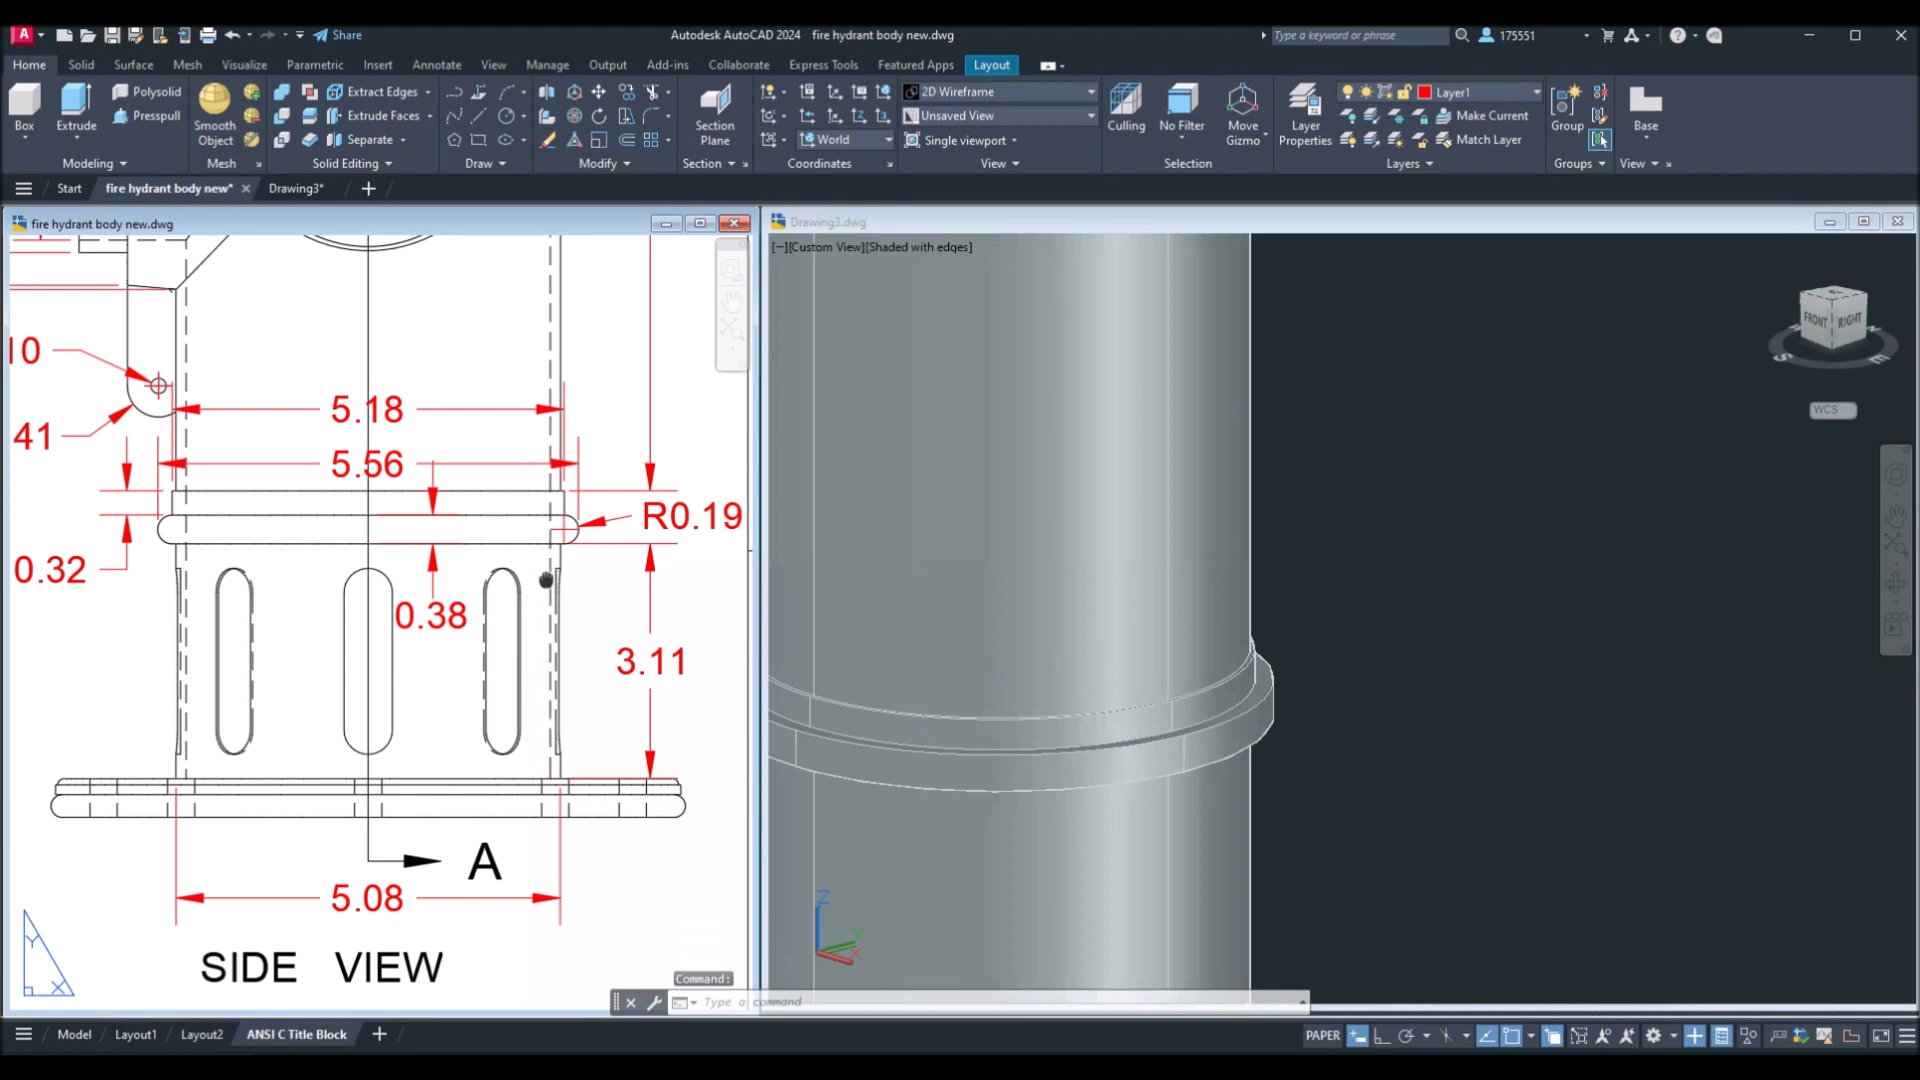 A
Share
Autodesk AutoCAD 2024 fire hydrant body new.dwg
Type a keyword or phrase
175551
Home Solid Surface Mesh Visualize Parametric Insert Annotate View Manage Output Add-ins Collaborate Express Tools Featured Apps Layout
Box
Extrude
Polysolid
Presspull
Smooth Object
Extract Edges
Extrude Faces
Separate
Section Plane
World
2D Wireframe
Unsaved View
Single viewport
Culling
No Filter
Move Gizmo
Layer Properties
Layer1
Make Current
Match Layer
Group
Base
Modeling Mesh Solid Editing Draw Modify Section Coordinates View Selection Layers Groups View
Start fire hydrant body new* Drawing3*
fire hydrant body new.dwg
Drawing3.dwg
[−][Custom View][Shaded with edges]
FRONT RIGHT
S E
WCS
10
41
5.18
5.56
R0.19
0.32
0.38
3.11
A
5.08
SIDE VIEW
Y
X
Z
Y
X
Command:
Type a command
Model Layout1 Layout2 ANSI C Title Block
PAPER